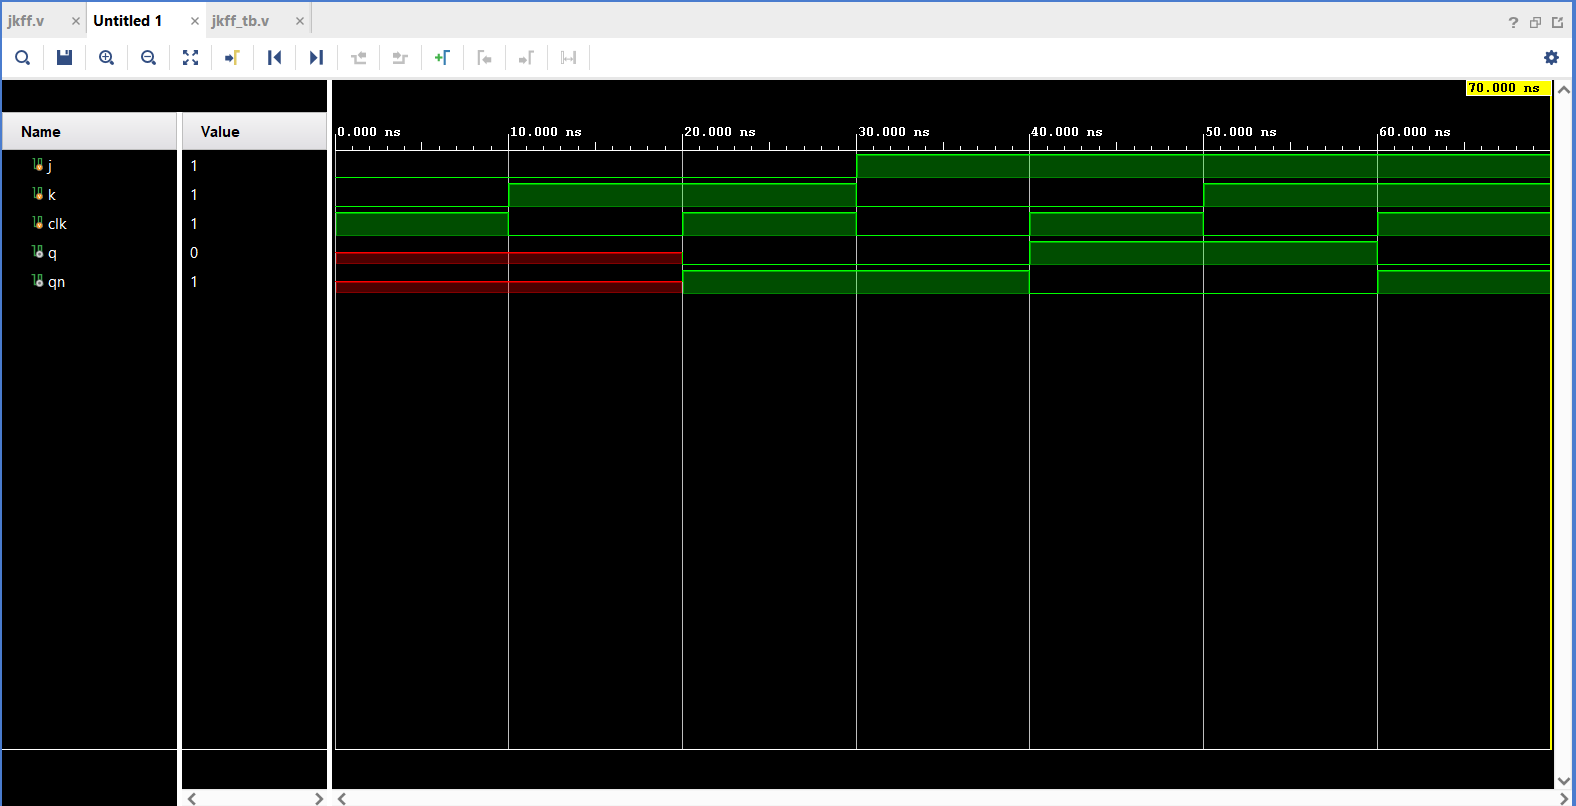 jkff.v × Untitled 1 × jkff_tb.v ×
?
70.000 ns
Name Value
0.000 ns 10.000 ns 20.000 ns 30.000 ns 40.000 ns 50.000 ns 60.000 ns
j 1
k 1
clk 1
q 0
qn 1